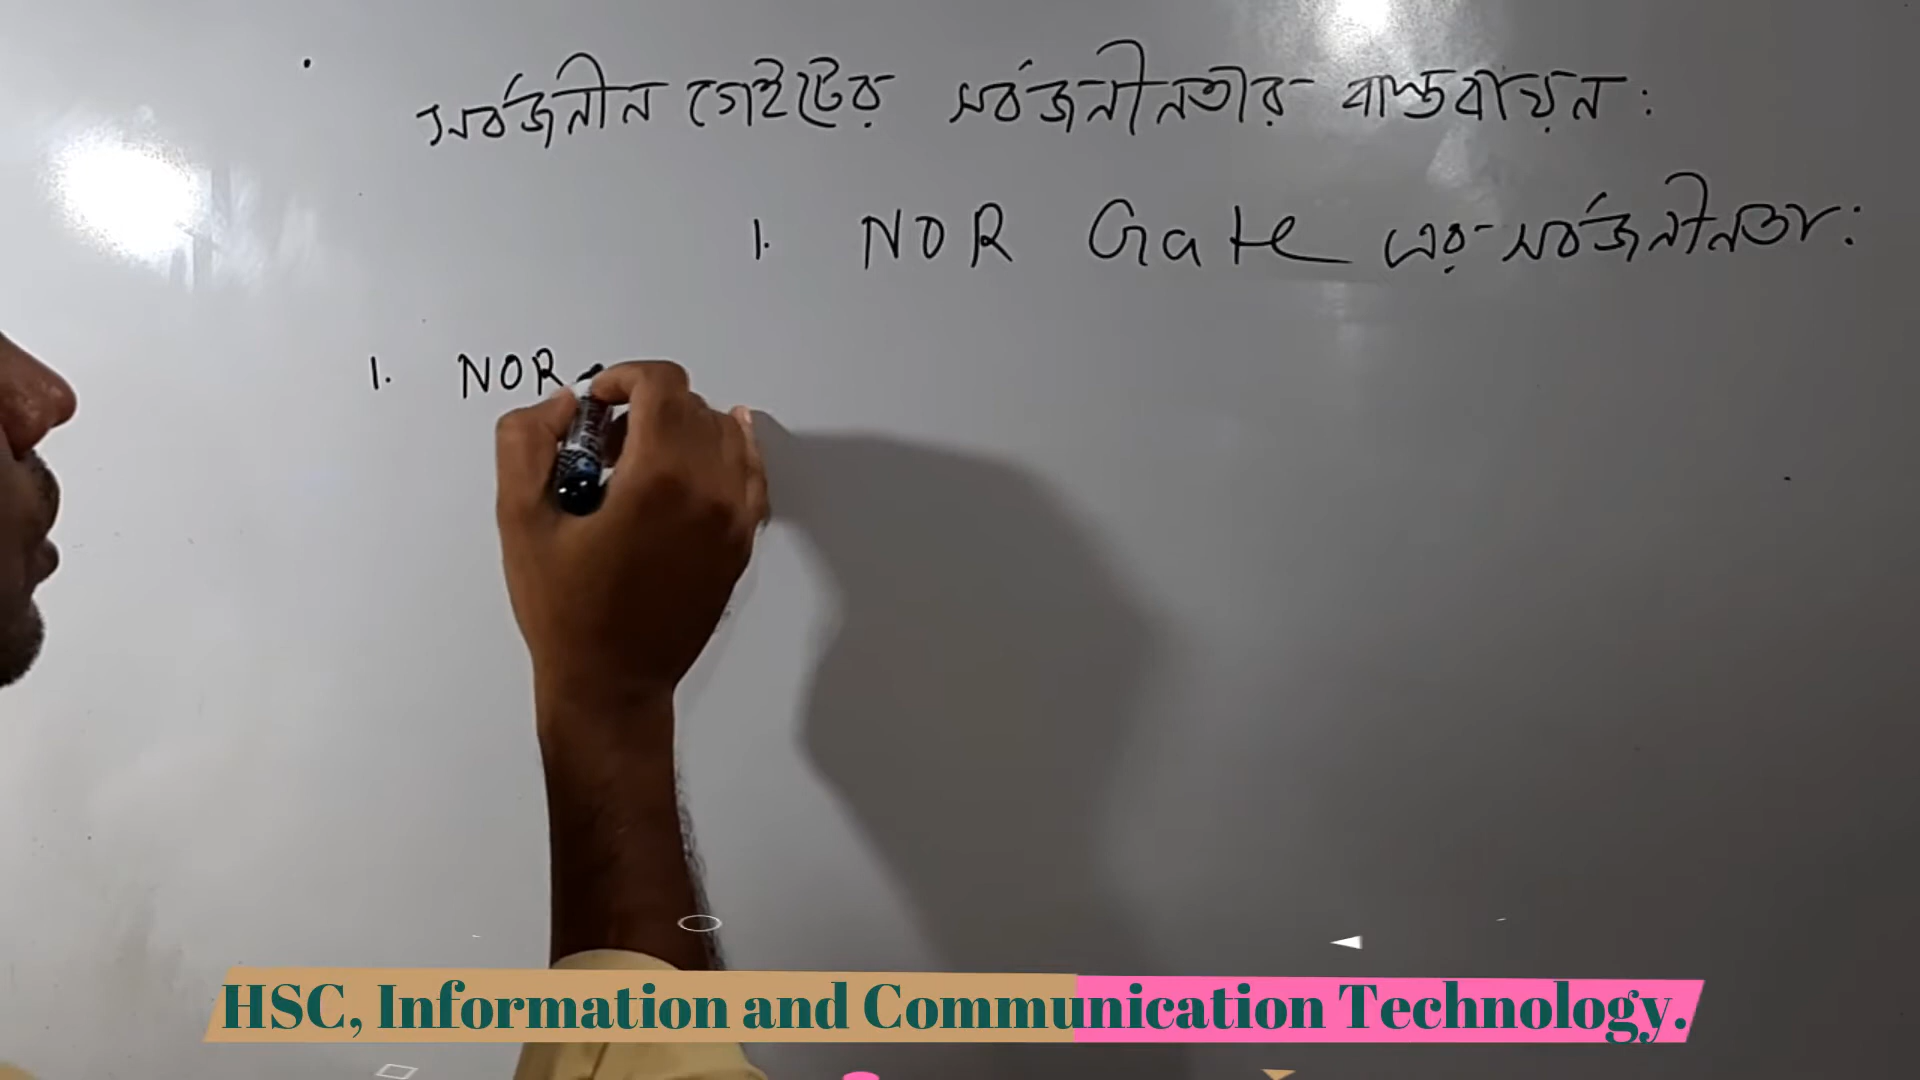 সার্বজনীন গেইটের সার্বজনীনতার বাস্তবায়ন:
1. NOR Gate এর সার্বজনীনতা:
1. NOR
HSC, Information and Communication Technology.